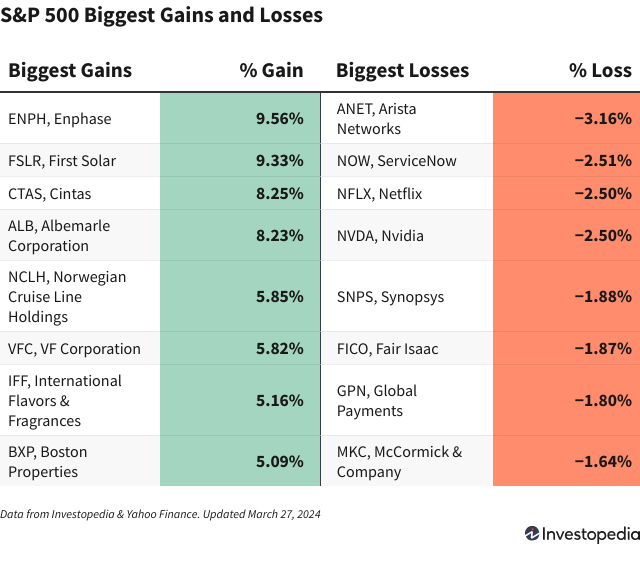 S&P 500 Biggest Gains and Losses
Biggest Gains % Gain Biggest Losses % Loss
ENPH, Enphase 9.56% ANET, Arista
Networks −3.16%
FSLR, First Solar 9.33% NOW, ServiceNow −2.51%
CTAS, Cintas 8.25% NFLX, Netflix −2.50%
ALB, Albemarle
Corporation 8.23% NVDA, Nvidia −2.50%
NCLH, Norwegian
Cruise Line
Holdings 5.85% SNPS, Synopsys −1.88%
VFC, VF Corporation 5.82% FICO, Fair Isaac −1.87%
IFF, International
Flavors &
Fragrances 5.16% GPN, Global
Payments −1.80%
BXP, Boston
Properties 5.09% MKC, McCormick &
Company −1.64%
Data from Investopedia & Yahoo Finance. Updated March 27, 2024
Investopedia